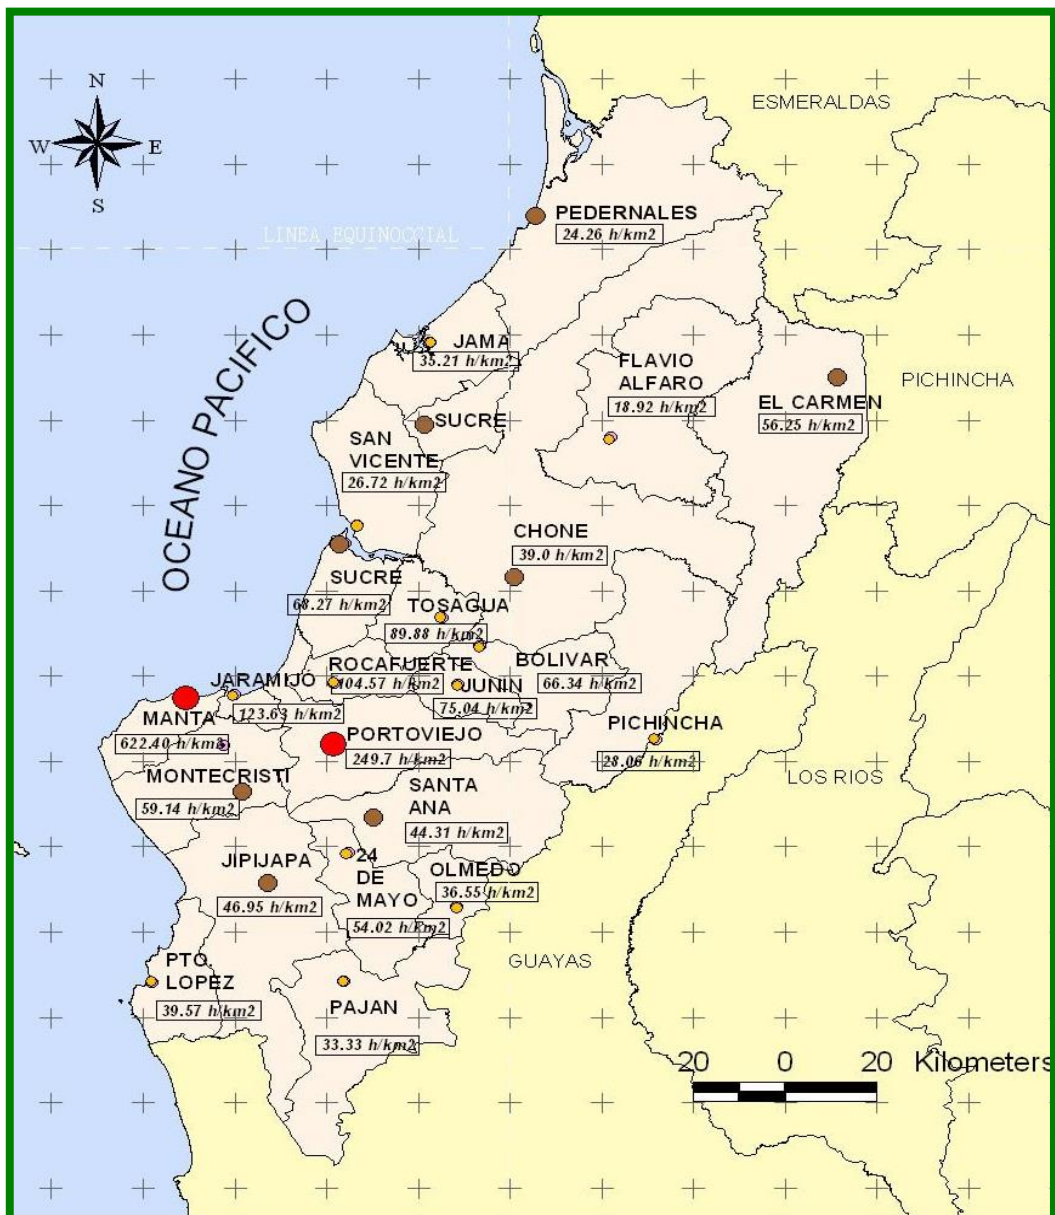 N
W E
S
ESMERALDAS
PEDERNALES
24.26 h/km2
LINEA EQUINOCCIAL
OCEANO PACIFICO
JAMA
35.21 h/km2
FLAVIO
ALFARO
18.92 h/km2
PICHINCHA
EL CARMEN
56.25 h/km2
SUCRE
SAN
VICENTE
26.72 h/km2
CHONE
39.0 h/km2
SUCRE
68.27 h/km2
TOSAGUA
89.88 h/km2
ROCAFUERTE
104.57 h/km2
BOLIVAR
66.34 h/km2
JARAMIJO
123.63 h/km2
JUNIN
75.04 h/km2
MANTA
622.40 h/km2
PORTOVIEJO
249.7 h/km2
PICHINCHA
28.06 h/km2
LOS RIOS
MONTECRISTI
59.14 h/km2
SANTA
ANA
44.31 h/km2
JIPIJAPA
46.95 h/km2
24
DE
MAYO
54.02 h/km2
OLMEDO
36.55 h/km2
GUAYAS
PTO.
LOPEZ
39.57 h/km2
PAJAN
33.33 h/km2
20 0 20 Kilometers